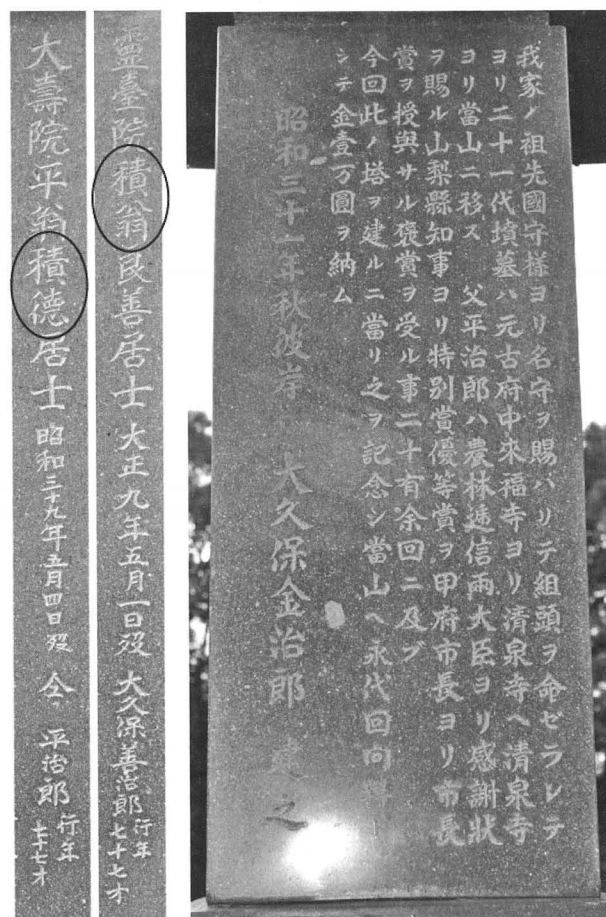 我家ノ祖先國守様ヨリ名守ヲ賜バリテ組頭ヲ命ゼラレテ
ヨリ二十一代墳墓ハ元古府中來福寺ヨリ清泉寺ヘ清泉寺
ヨリ當山ニ移ス 父平治郎ハ農林逓信兩大臣ヨリ感謝狀
ヲ賜ル山梨縣知事ヨリ特別賞優等賞ヲ甲府市長ヨリ市長
賞ヲ授與サル褒賞ヲ受ル事二十有余回ニ及ブ
今回此ノ塔ヲ建ルニ當リ之ヲ記念シ當山ヘ永代回向料ト
シテ金壹万圓ヲ納ム
昭和三十一年秋彼岸 大久保金治郎 建之
靈臺院積翁良善居士 大正九年五月一日歿 大久保善治郎 行年七十七才
大壽院平翁積徳居士 昭和三十九年五月四日歿 今 平治郎 行年七十七才